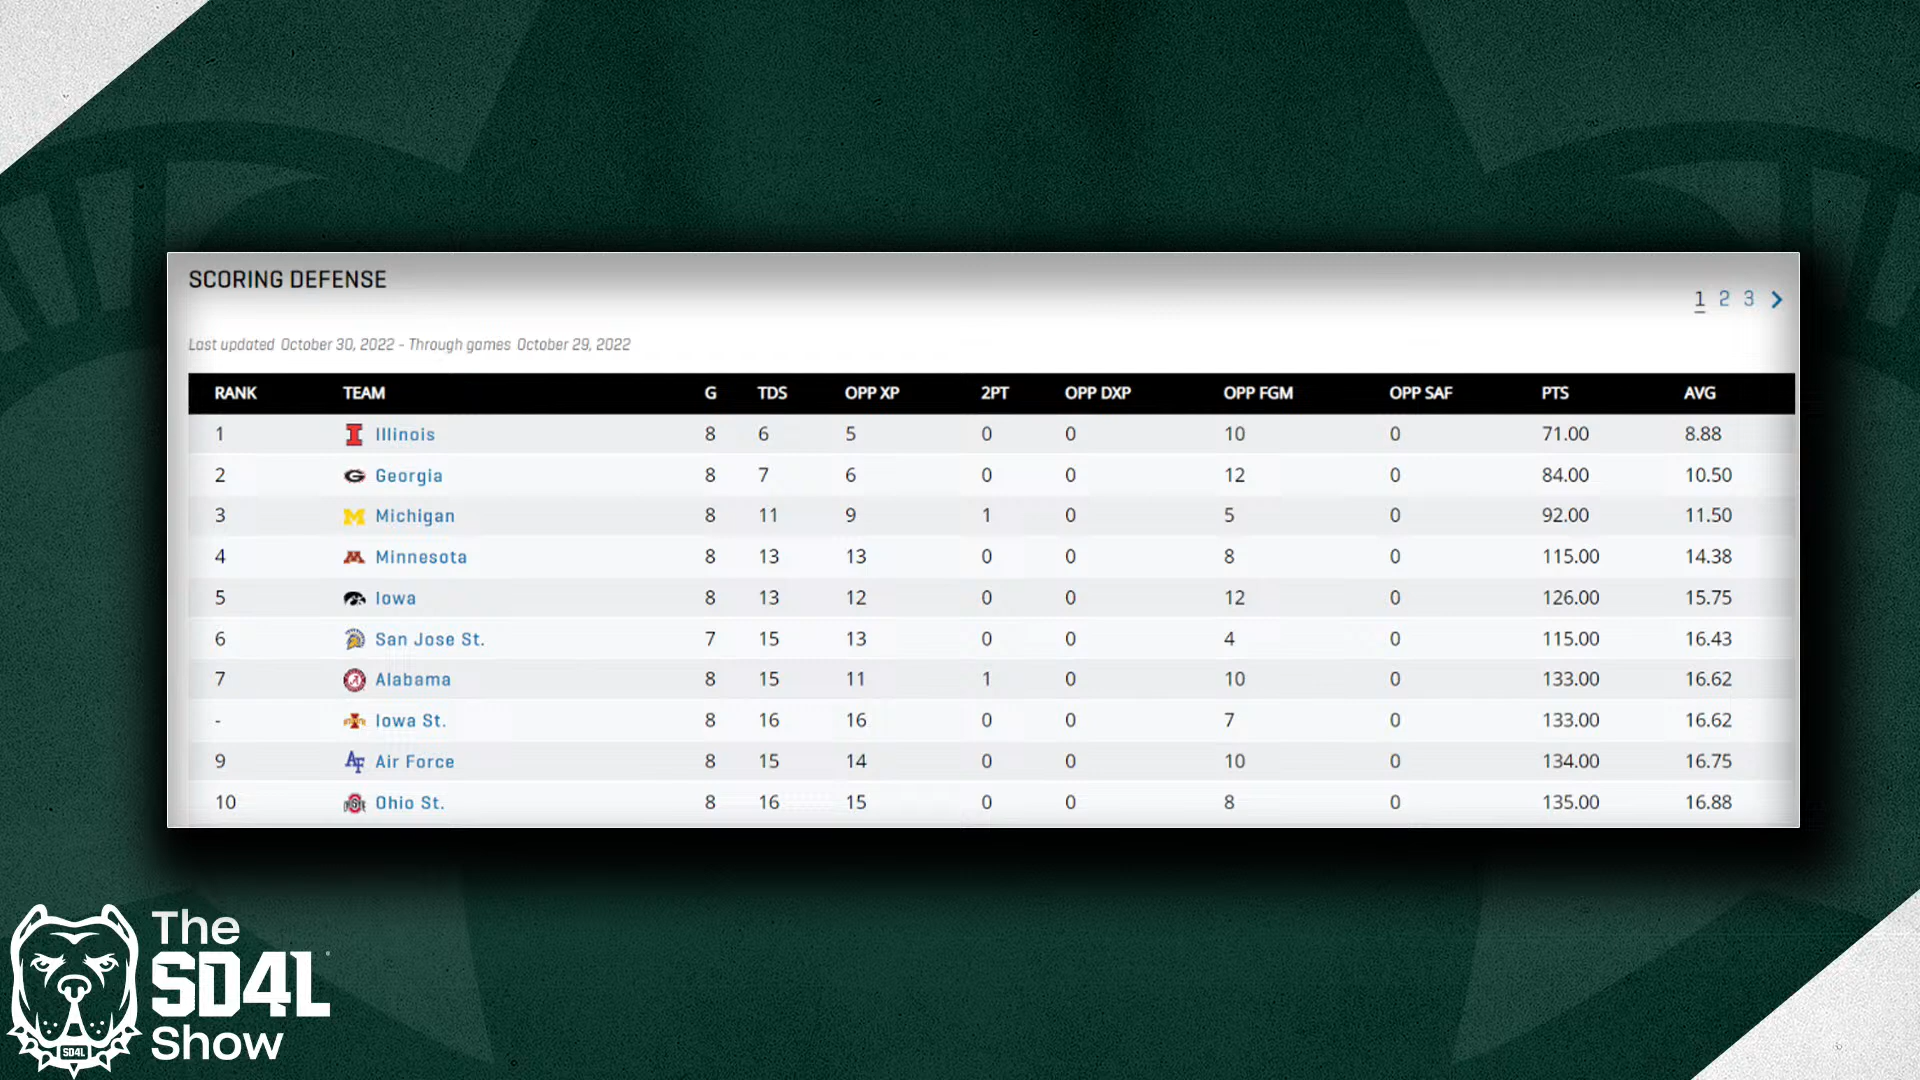 SCORING DEFENSE
1 2 3
Last updated October 30, 2022 - Through games October 29, 2022
RANK TEAM G TDS OPP XP 2PT OPP DXP OPP FGM OPP SAF PTS AVG
1 Illinois 8 6 5 0 0 10 0 71.00 8.88
2 Georgia 8 7 6 0 0 12 0 84.00 10.50
3 Michigan 8 11 9 1 0 5 0 92.00 11.50
4 Minnesota 8 13 13 0 0 8 0 115.00 14.38
5 Iowa 8 13 12 0 0 12 0 126.00 15.75
6 San Jose St. 7 15 13 0 0 4 0 115.00 16.43
7 Alabama 8 15 11 1 0 10 0 133.00 16.62
- Iowa St. 8 16 16 0 0 7 0 133.00 16.62
9 Air Force 8 15 14 0 0 10 0 134.00 16.75
10 Ohio St. 8 16 15 0 0 8 0 135.00 16.88
The
SD4L
Show
SD4L